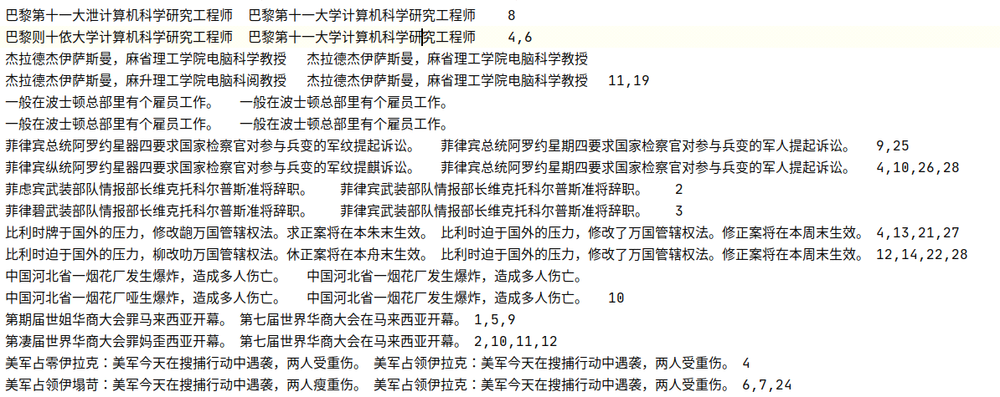 巴黎第十一大泄计算机科学研究工程师 巴黎第十一大学计算机科学研究工程师 8
巴黎则十依大学计算机科学研究工程师 巴黎第十一大学计算机科学研究工程师 4,6
杰拉德杰伊萨斯曼，麻省理工学院电脑科学教授 杰拉德杰伊萨斯曼，麻省理工学院电脑科学教授
杰拉德杰伊萨斯曼，麻升理工学院电脑科阅教授 杰拉德杰伊萨斯曼，麻省理工学院电脑科学教授 11,19
一般在波士顿总部里有个雇员工作。 一般在波士顿总部里有个雇员工作。
一般在波士顿总部里有个雇员工作。 一般在波士顿总部里有个雇员工作。
菲律宾总统阿罗约星器四要求国家检察官对参与兵变的军纹提起诉讼。 菲律宾总统阿罗约星期四要求国家检察官对参与兵变的军人提起诉讼。 9,25
菲律宾纵统阿罗约星器四要求国家检察官对参与兵变的军纹提麒诉讼。 菲律宾总统阿罗约星期四要求国家检察官对参与兵变的军人提起诉讼。 4,10,26,28
菲虑宾武装部队情报部长维克托科尔普斯准将辞职。 菲律宾武装部队情报部长维克托科尔普斯准将辞职。 2
菲律碧武装部队情报部长维克托科尔普斯准将辞职。 菲律宾武装部队情报部长维克托科尔普斯准将辞职。 3
比利时牌于国外的压力，修改龅万国管辖权法。求正案将在本朱末生效。 比利时迫于国外的压力，修改了万国管辖权法。修正案将在本周末生效。 4,13,21,27
比利时迫于国外的压力，柳改叻万国管辖权法。休正案将在本舟末生效。 比利时迫于国外的压力，修改了万国管辖权法。修正案将在本周末生效。 12,14,22,28
中国河北省一烟花厂发生爆炸，造成多人伤亡。 中国河北省一烟花厂发生爆炸，造成多人伤亡。
中国河北省一烟花厂哑生爆炸，造成多人伤亡。 中国河北省一烟花厂发生爆炸，造成多人伤亡。 10
第期届世姐华商大会罪马来西亚开幕。 第七届世界华商大会在马来西亚开幕。 1,5,9
第凄届世界华商大会罪妈歪西亚开幕。 第七届世界华商大会在马来西亚开幕。 2,10,11,12
美军占零伊拉克：美军今天在搜捕行动中遇袭，两人受重伤。 美军占领伊拉克：美军今天在搜捕行动中遇袭，两人受重伤。 4
美军占领伊塌苛：美军今天在搜捕行动中遇袭，两人瘦重伤。 美军占领伊拉克：美军今天在搜捕行动中遇袭，两人受重伤。 6,7,24